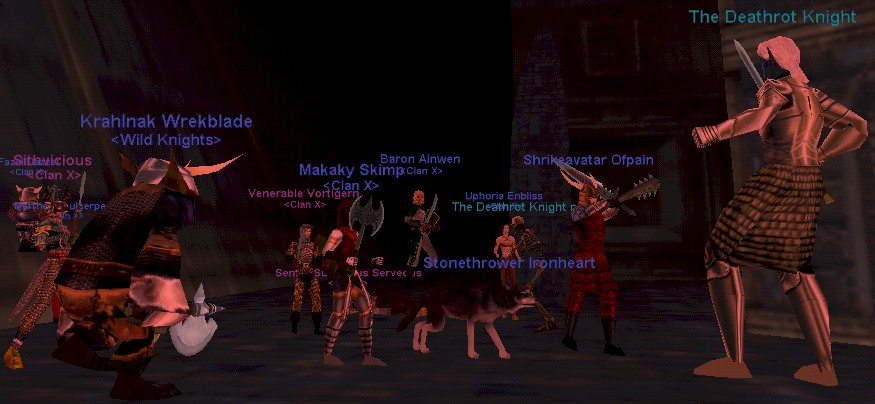 The Deathrot Knight
Krahlnak Wrekblade
<Wild Knights>
Sithvicious
<Clan X>
Baron Ainwen
<Clan X>
Makaky Skimp
<Clan X>
Shrikeavatar Ofpain
Venerable Vortigern
<Clan X>
Uphoria Enbliss
The Deathrot Knight
Stonethrower Ironheart